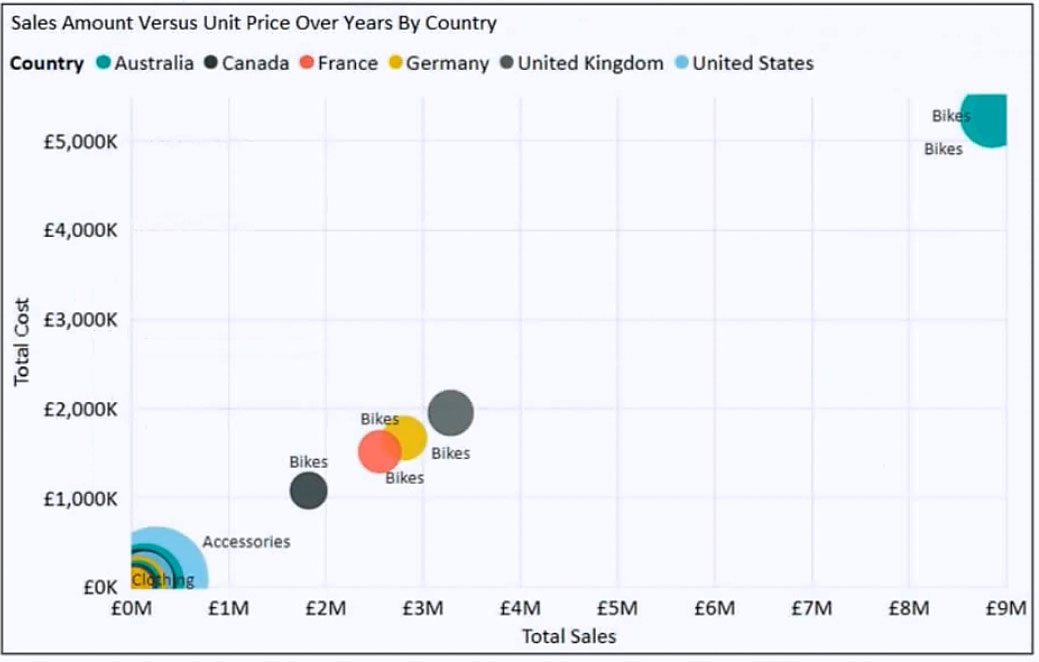 Sales Amount Versus Unit Price Over Years By Country
Country Australia Canada France Germany United Kingdom United States
Bikes
£5,000K
Bikes
£4,000K
£3,000K
Total Cost
£2,000K
Bikes
Bikes
Bikes
Bikes
£1,000K
Accessories
Clothing
£0K
£0M £1M £2M £3M £4M £5M £6M £7M £8M £9M
Total Sales